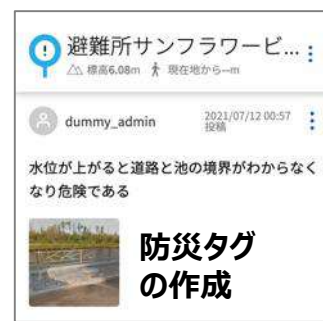 避難所サンフラワービ...
標高6.08m 現在地から--m
dummy_admin
2021/07/12 00:57
投稿
水位が上がると道路と池の境界がわからなく
なり危険である
防災タグ
の作成